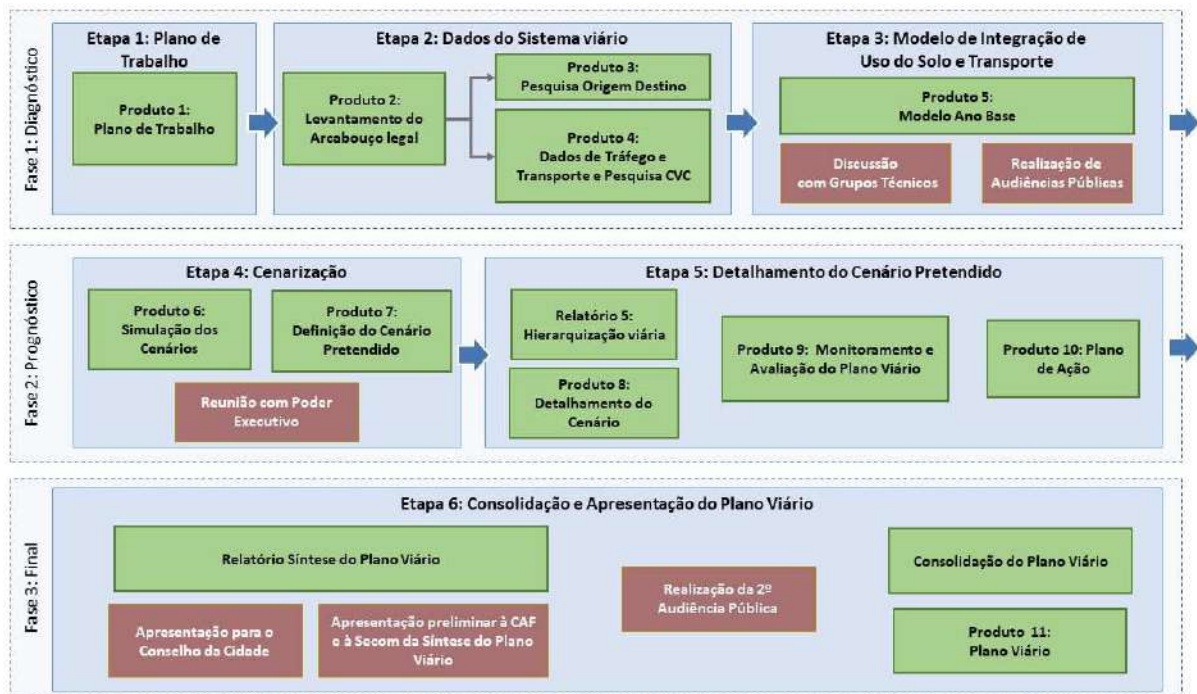 Fase 1: Diagnóstico
Etapa 1: Plano de
Trabalho
Produto 1:
Plano de Trabalho
Etapa 2: Dados do Sistema viário
Produto 2:
Levantamento do
Arcabouço legal
Produto 3:
Pesquisa Origem Destino
Produto 4:
Dados de Tráfego e
Transporte e Pesquisa CVC
Etapa 3: Modelo de Integração de
Uso do Solo e Transporte
Produto 5:
Modelo Ano Base
Discussão
com Grupos Técnicos
Realização de
Audiências Públicas
Fase 2: Prognóstico
Etapa 4: Cenarização
Produto 6:
Simulação dos
Cenários
Produto 7:
Definição do Cenário
Pretendido
Reunião com Poder
Executivo
Etapa 5: Detalhamento do Cenário Pretendido
Relatório 5:
Hierarquização viária
Produto 8:
Detalhamento do
Cenário
Produto 9: Monitoramento e
Avaliação do Plano Viário
Produto 10: Plano
de Ação
Fase 3: Final
Etapa 6: Consolidação e Apresentação do Plano Viário
Relatório Síntese do Plano Viário
Apresentação para o
Conselho da Cidade
Apresentação preliminar à CAF
e à Secom da Síntese do Plano
Viário
Realização da 2º
Audiência Pública
Consolidação do Plano Viário
Produto 11:
Plano Viário